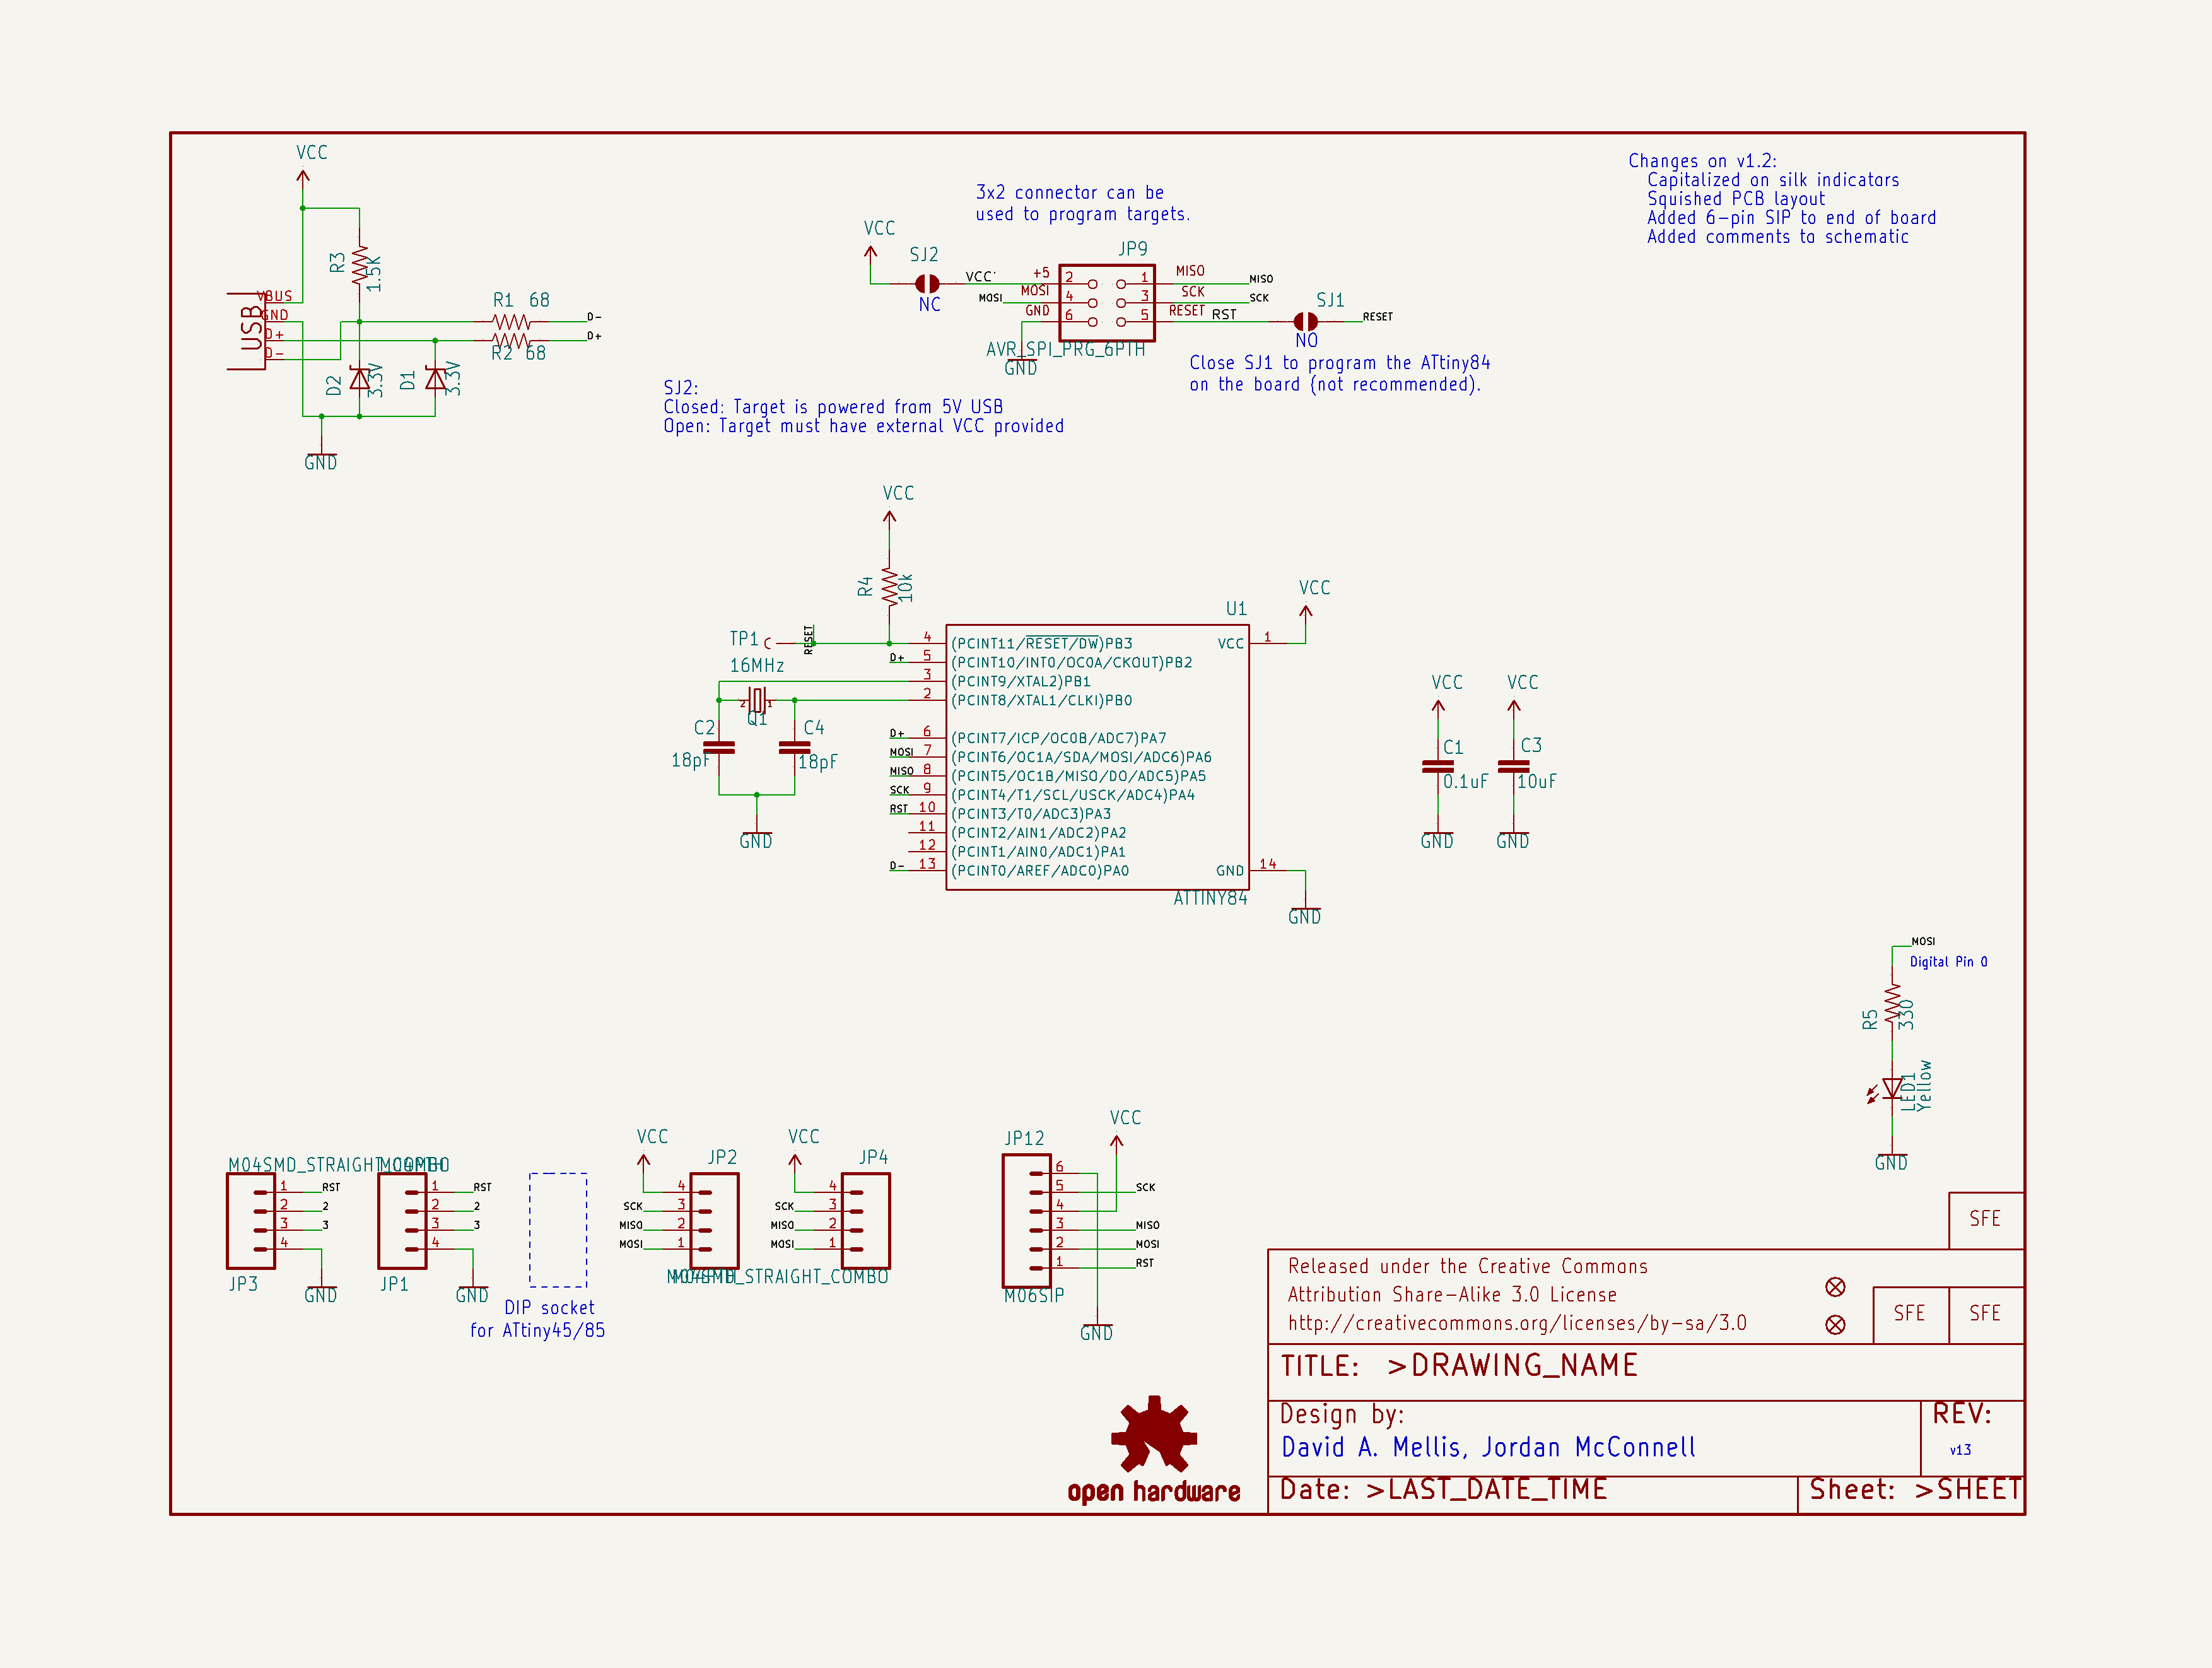 Changes on v1.2:
Capitalized on silk indicators
Squished PCB layout
Added 6-pin SIP to end of board
Added comments to schematic
VCC
R3
1.5K
USB
VBUS
GND
D+
D-
R1 68
D-
D+
R2 68
D2
3.3V
D1
3.3V
GND
3x2 connector can be
used to program targets.
VCC
SJ2
NC
VCC'
MOSI
JP9
+5
MOSI
GND
2
4
6
1
3
5
MISO
SCK
RESET
MISO
SCK
RST
SJ1
NO
RESET
AVR_SPI_PRG_6PTH
GND
Close SJ1 to program the ATtiny84
on the board (not recommended).
SJ2:
Closed: Target is powered from 5V USB
Open: Target must have external VCC provided
VCC
R4
10k
TP1
RESET
16MHz
2
1
Q1
C2
18pF
C4
18pF
GND
U1
VCC
4 (PCINT11/RESET/DW)PB3
VCC 1
D+ 5 (PCINT10/INT0/OC0A/CKOUT)PB2
3 (PCINT9/XTAL2)PB1
2 (PCINT8/XTAL1/CLKI)PB0
D+ 6 (PCINT7/ICP/OC0B/ADC7)PA7
MOSI 7 (PCINT6/OC1A/SDA/MOSI/ADC6)PA6
MISO 8 (PCINT5/OC1B/MISO/DO/ADC5)PA5
SCK 9 (PCINT4/T1/SCL/USCK/ADC4)PA4
RST 10 (PCINT3/T0/ADC3)PA3
11 (PCINT2/AIN1/ADC2)PA2
12 (PCINT1/AIN0/ADC1)PA1
D- 13 (PCINT0/AREF/ADC0)PA0
GND 14
ATTINY84
GND
VCC
C1
0.1uF
GND
VCC
C3
10uF
GND
MOSI
Digital Pin 0
R5
330
LED1
Yellow
GND
M04SMD_STRAIGHT_COMBO
1 RST
2 2
3 3
4
JP3
GND
M04PTH
1 RST
2 2
3 3
4
JP1
GND
DIP socket
for ATtiny45/85
VCC
JP2
4
SCK 3
MISO 2
MOSI 1
M04PTH
VCC
JP4
4
SCK 3
MISO 2
MOSI 1
M04SMD_STRAIGHT_COMBO
JP12
VCC
6
5 SCK
4
3 MISO
2 MOSI
1 RST
M06SIP
GND
SFE
Released under the Creative Commons
Attribution Share-Alike 3.0 License
http://creativecommons.org/licenses/by-sa/3.0
SFE
SFE
TITLE: >DRAWING_NAME
Design by:
David A. Mellis, Jordan McConnell
REV:
v13
Date: >LAST_DATE_TIME
Sheet: >SHEET
open hardware